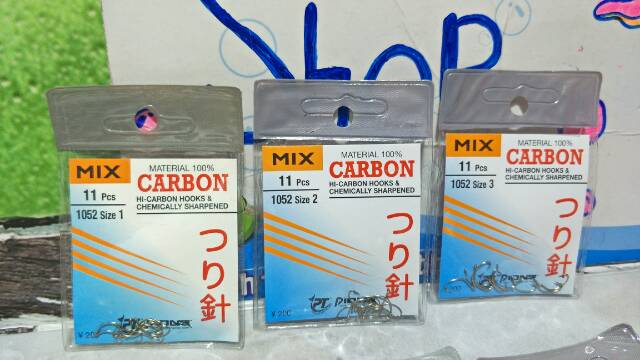 SHOP
MIX
11 Pcs
1052 Size 1
MATERIAL 100%
CARBON
HI-CARBON HOOKS &
CHEMICALLY SHARPENED
つり針
MIX
11 Pcs
1052 Size 2
MATERIAL 100%
CARBON
HI-CARBON HOOKS &
CHEMICALLY SHARPENED
つり針
¥200
MIX
11 Pcs
1052 Size 3
MATERIAL 100%
CARBON
HI-CARBON HOOKS &
CHEMICALLY SHARPENED
つり針